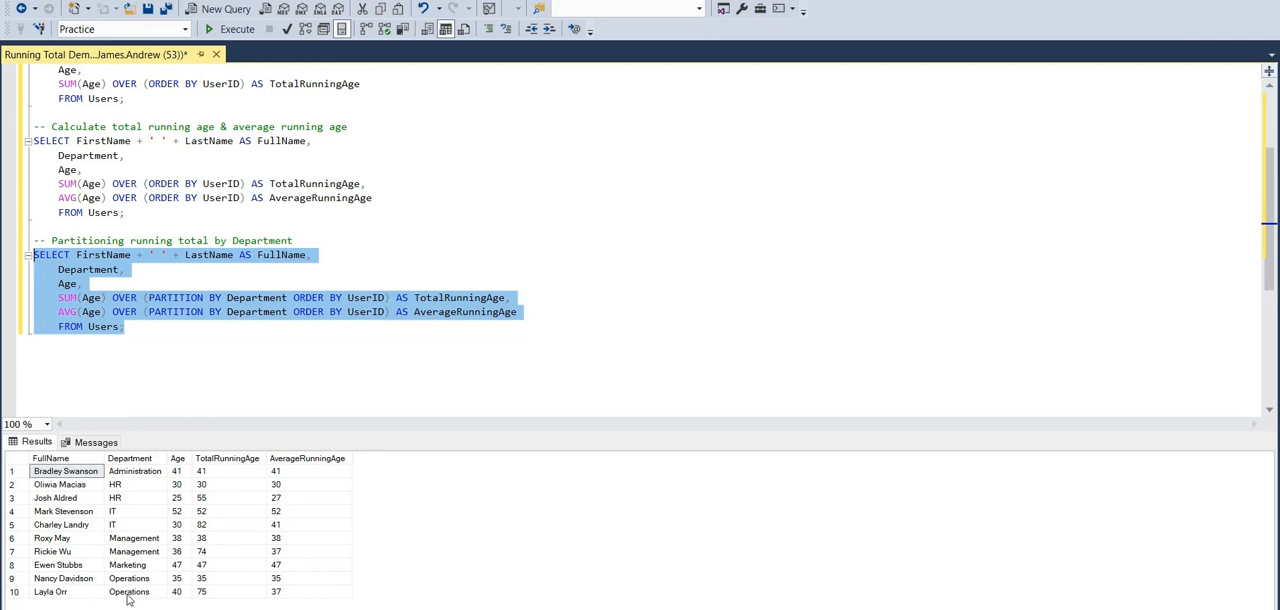 New Query
MDX DMX XMLA DAX
Practice
Execute
Running Total Dem...James.Andrew (53))*
Age,
SUM(Age) OVER (ORDER BY UserID) AS TotalRunningAge
FROM Users;
-- Calculate total running age & average running age
SELECT FirstName + ' ' + LastName AS FullName,
Department,
Age,
SUM(Age) OVER (ORDER BY UserID) AS TotalRunningAge,
AVG(Age) OVER (ORDER BY UserID) AS AverageRunningAge
FROM Users;
-- Partitioning running total by Department
SELECT FirstName + ' ' + LastName AS FullName,
Department,
Age,
SUM(Age) OVER (PARTITION BY Department ORDER BY UserID) AS TotalRunningAge,
AVG(Age) OVER (PARTITION BY Department ORDER BY UserID) AS AverageRunningAge
FROM Users;
100 %
Results Messages
FullName Department Age TotalRunningAge AverageRunningAge
1 Bradley Swanson Administration 41 41 41
2 Oliwia Macias HR 30 30 30
3 Josh Aldred HR 25 55 27
4 Mark Stevenson IT 52 52 52
5 Charley Landry IT 30 82 41
6 Roxy May Management 38 38 38
7 Rickie Wu Management 36 74 37
8 Ewen Stubbs Marketing 47 47 47
9 Nancy Davidson Operations 35 35 35
10 Layla Orr Operations 40 75 37